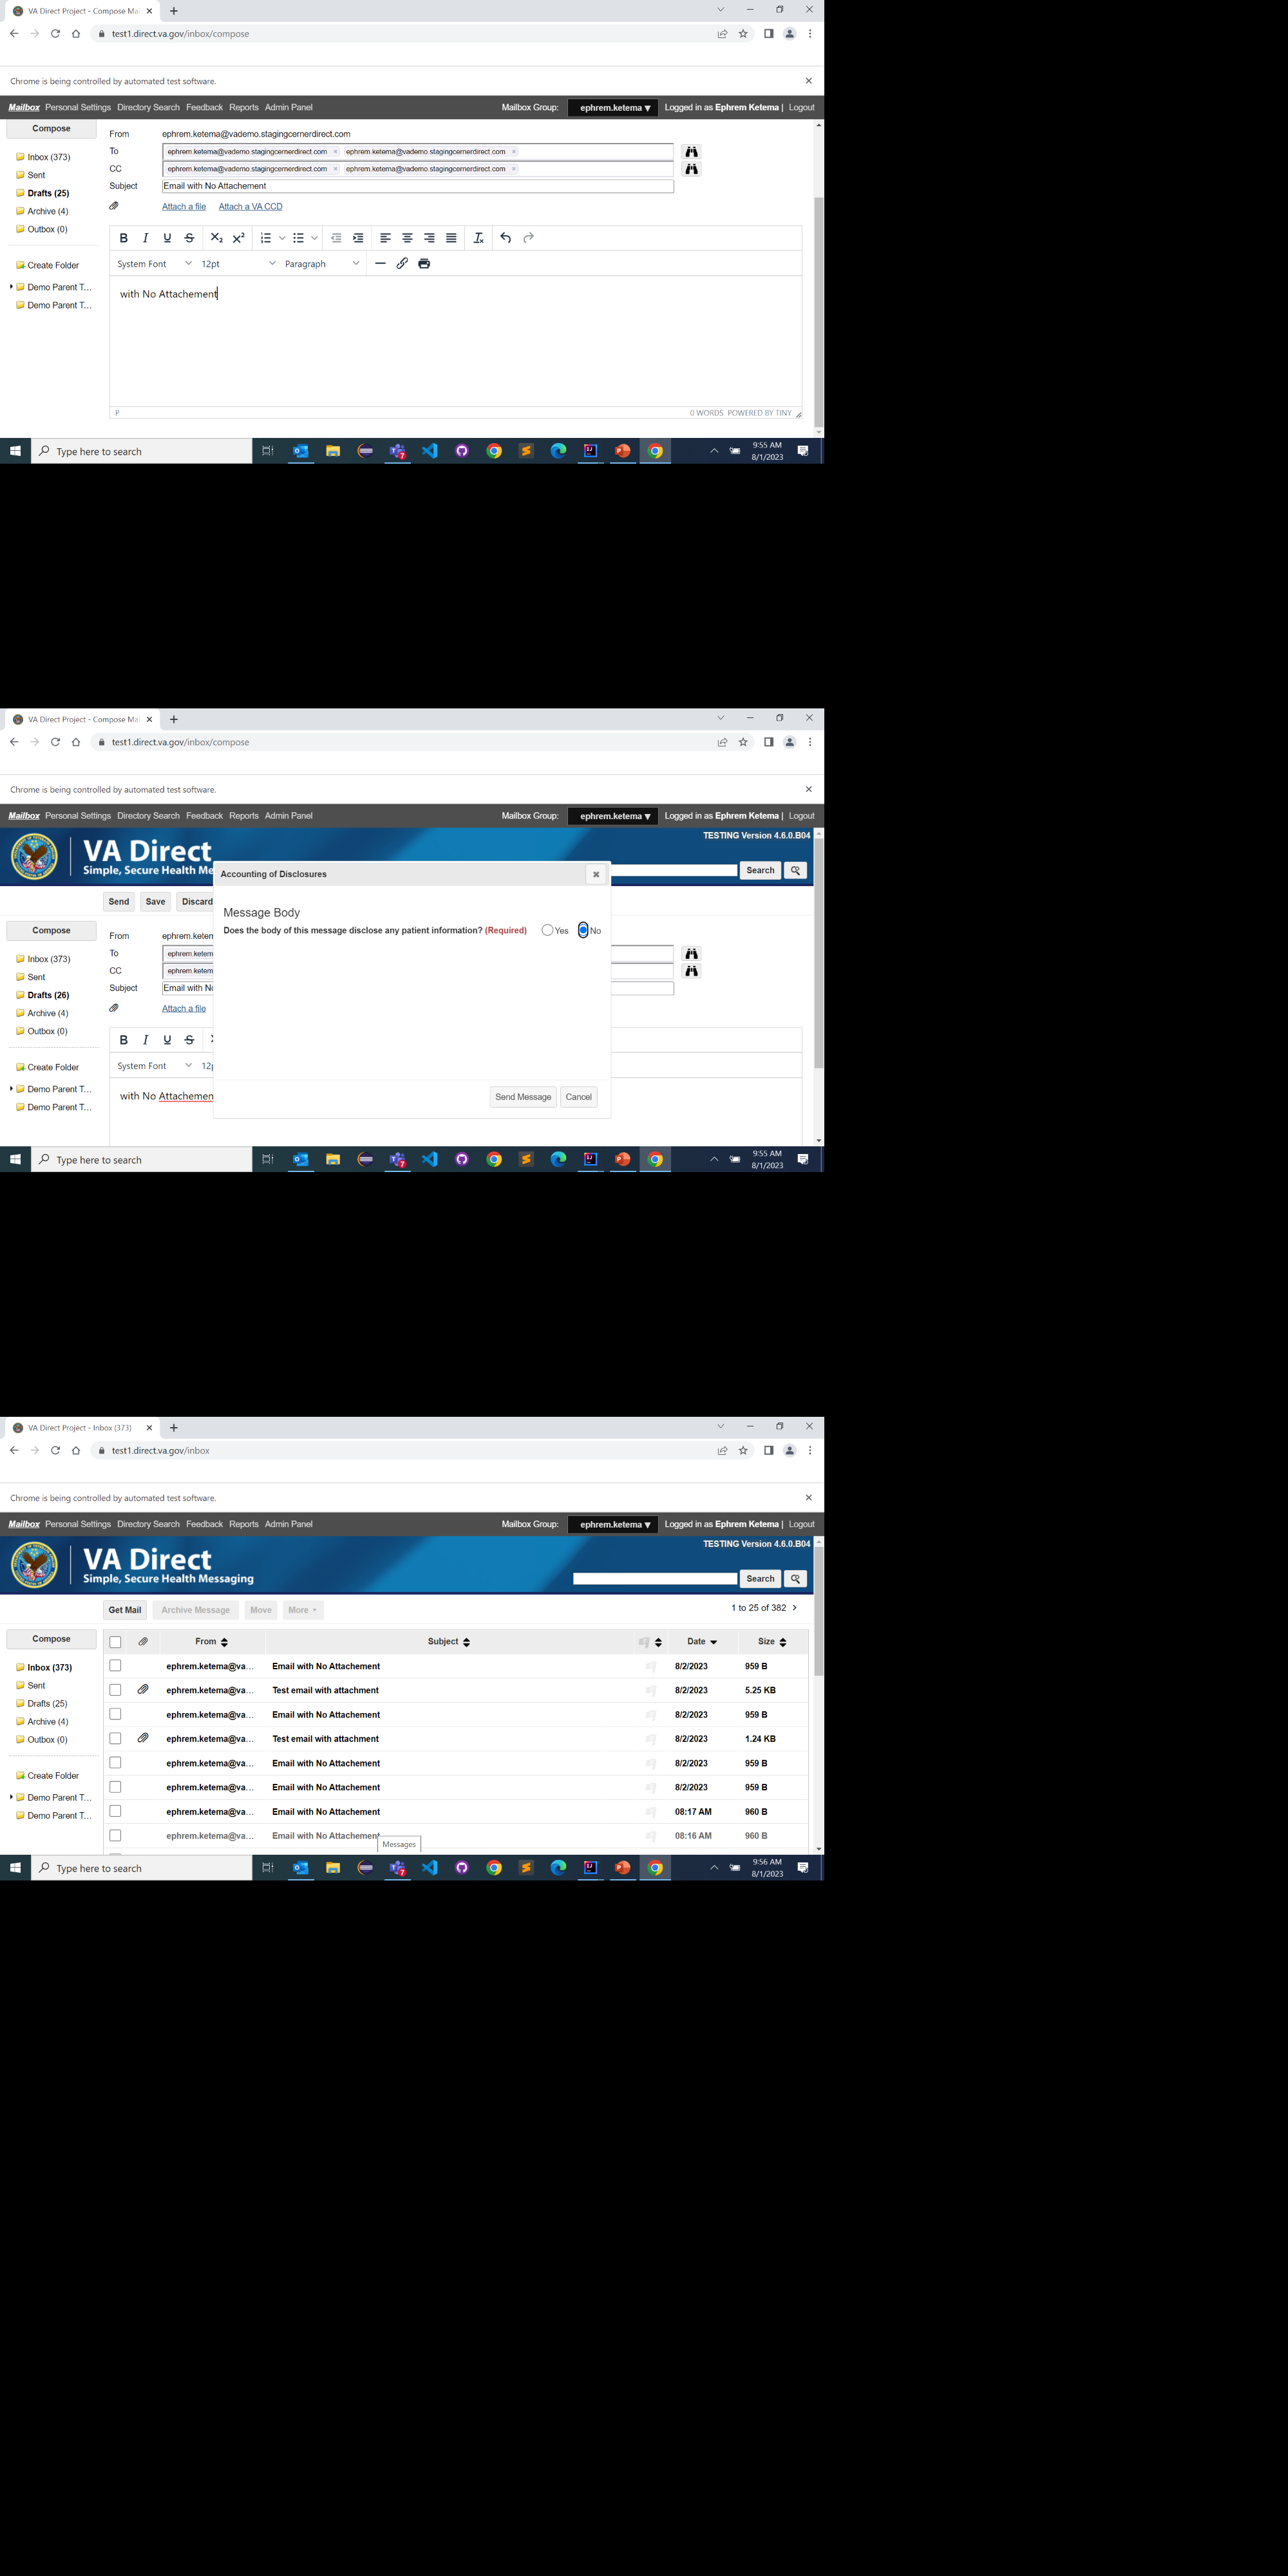 VA Direct Project - Compose Ma
test1.direct.va.gov/inbox/compose
Chrome is being controlled by automated test software.
Mailbox Personal Settings Directory Search Feedback Reports Admin Panel Mailbox Group: ephrem.ketema ▾ Logged in as Ephrem Ketema | Logout
Compose
Inbox (373)
Sent
Drafts (25)
Archive (4)
Outbox (0)
Create Folder
Demo Parent T...
Demo Parent T...
From ephrem.ketema@vademo.stagingcernerdirect.com
To ephrem.ketema@vademo.stagingcernerdirect.com × ephrem.ketema@vademo.stagingcernerdirect.com ×
CC ephrem.ketema@vademo.stagingcernerdirect.com × ephrem.ketema@vademo.stagingcernerdirect.com ×
Subject Email with No Attachement
Attach a file Attach a VA CCD
System Font 12pt Paragraph
with No Attachement
P 0 WORDS POWERED BY TINY
Type here to search
9:55 AM
8/1/2023
VA Direct Project - Compose Ma
test1.direct.va.gov/inbox/compose
Chrome is being controlled by automated test software.
Mailbox Personal Settings Directory Search Feedback Reports Admin Panel Mailbox Group: ephrem.ketema ▾ Logged in as Ephrem Ketema | Logout
TESTING Version 4.6.0.B04
VA Direct
Simple, Secure Health Me
Search
Send Save Discard
Compose
Inbox (373)
Sent
Drafts (26)
Archive (4)
Outbox (0)
Create Folder
Demo Parent T...
Demo Parent T...
From ephrem.keter
To ephrem.ketem
CC ephrem.ketem
Subject Email with No
Attach a file
System Font 12p
with No Attachemen
Accounting of Disclosures
Message Body
Does the body of this message disclose any patient information? (Required) Yes No
Send Message Cancel
Type here to search
9:55 AM
8/1/2023
VA Direct Project - Inbox (373)
test1.direct.va.gov/inbox
Chrome is being controlled by automated test software.
Mailbox Personal Settings Directory Search Feedback Reports Admin Panel Mailbox Group: ephrem.ketema ▾ Logged in as Ephrem Ketema | Logout
TESTING Version 4.6.0.B04
VA Direct
Simple, Secure Health Messaging
Search
Get Mail Archive Message Move More 1 to 25 of 382
Compose
Inbox (373)
Sent
Drafts (25)
Archive (4)
Outbox (0)
Create Folder
Demo Parent T...
Demo Parent T...
From Subject Date Size
ephrem.ketema@va... Email with No Attachement 8/2/2023 959 B
ephrem.ketema@va... Test email with attachment 8/2/2023 5.25 KB
ephrem.ketema@va... Email with No Attachement 8/2/2023 959 B
ephrem.ketema@va... Test email with attachment 8/2/2023 1.24 KB
ephrem.ketema@va... Email with No Attachement 8/2/2023 959 B
ephrem.ketema@va... Email with No Attachement 8/2/2023 959 B
ephrem.ketema@va... Email with No Attachement 08:17 AM 960 B
ephrem.ketema@va... Email with No Attachement 08:16 AM 960 B
Messages
Type here to search
9:56 AM
8/1/2023